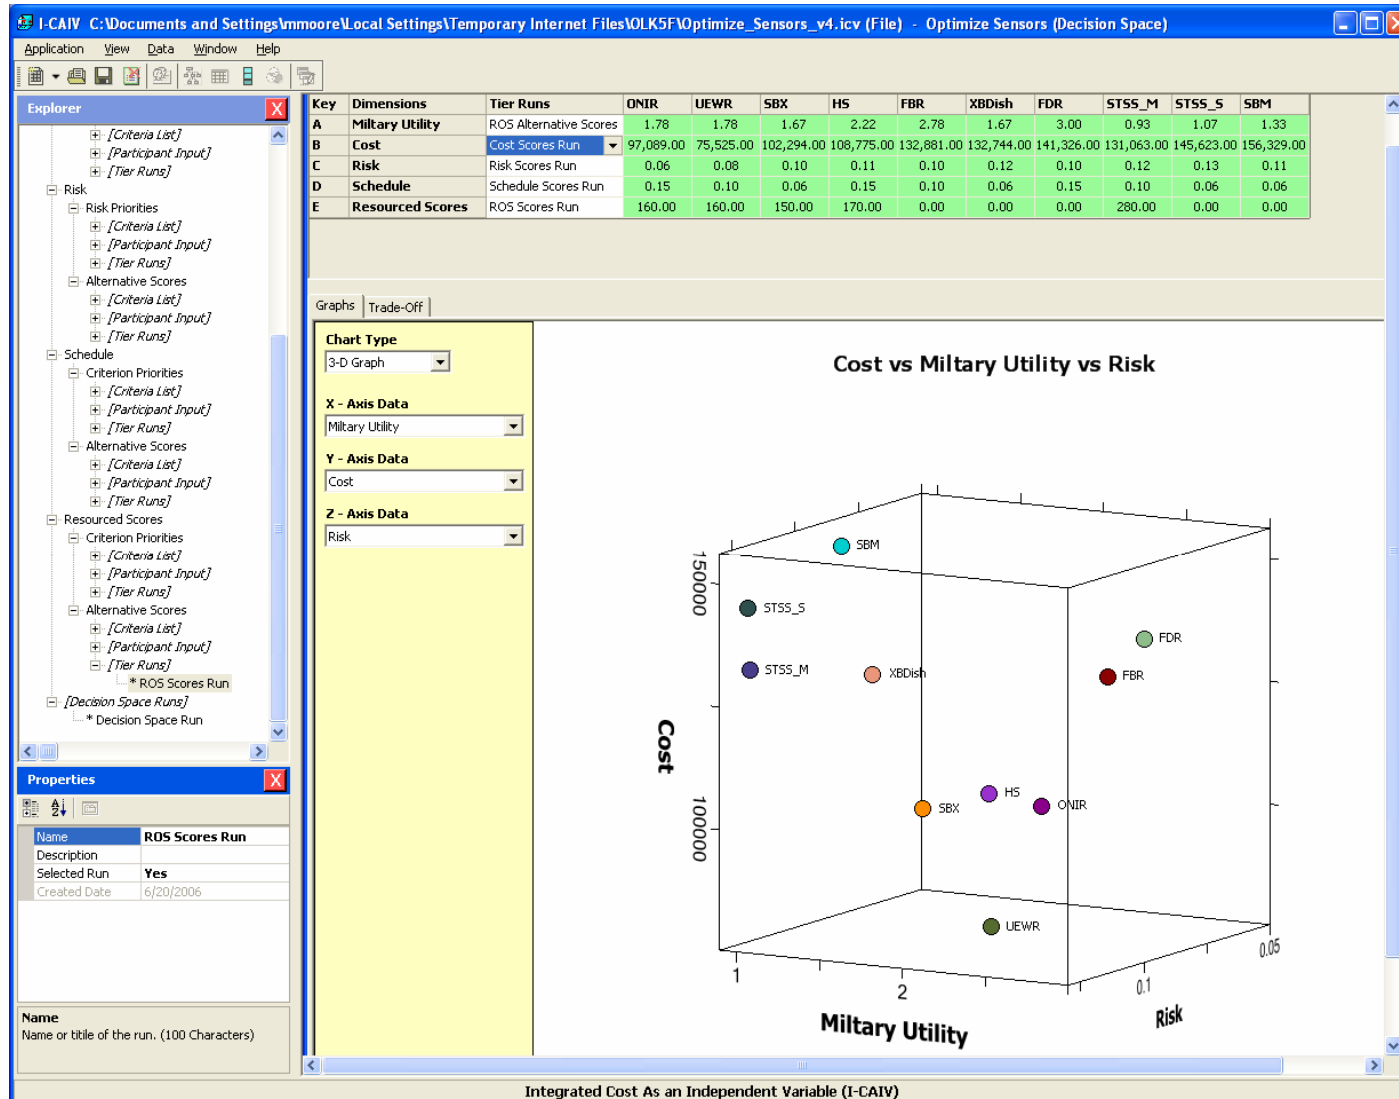 I-CAIV C:\Documents and Settings\mmoore\Local Settings\Temporary Internet Files\OLK5F\Optimize_Sensors_v4.icv (File) - Optimize Sensors (Decision Space)
Application View Data Window Help
Explorer
[Criteria List]
[Participant Input]
[Tier Runs]
Risk
Risk Priorities
[Criteria List]
[Participant Input]
[Tier Runs]
Alternative Scores
[Criteria List]
[Participant Input]
[Tier Runs]
Schedule
Criterion Priorities
[Criteria List]
[Participant Input]
[Tier Runs]
Alternative Scores
[Criteria List]
[Participant Input]
[Tier Runs]
Resourced Scores
Criterion Priorities
[Criteria List]
[Participant Input]
[Tier Runs]
Alternative Scores
[Criteria List]
[Participant Input]
[Tier Runs]
* ROS Scores Run
[Decision Space Runs]
* Decision Space Run
Properties
Name ROS Scores Run
Description
Selected Run Yes
Created Date 6/20/2006
Name
Name or titile of the run. (100 Characters)
Key Dimensions Tier Runs ONIR UEWR SBX HS FBR XBDish FDR STSS_M STSS_S SBM
A Miltary Utility ROS Alternative Scores 1.78 1.78 1.67 2.22 2.78 1.67 3.00 0.93 1.07 1.33
B Cost Cost Scores Run 97,089.00 75,525.00 102,294.00 108,775.00 132,881.00 132,744.00 141,326.00 131,063.00 145,623.00 156,329.00
C Risk Risk Scores Run 0.06 0.08 0.10 0.11 0.10 0.12 0.10 0.12 0.13 0.11
D Schedule Schedule Scores Run 0.15 0.10 0.06 0.15 0.10 0.06 0.15 0.10 0.06 0.06
E Resourced Scores ROS Scores Run 160.00 160.00 150.00 170.00 0.00 0.00 0.00 280.00 0.00 0.00
Graphs Trade-Off
Chart Type
3-D Graph
X - Axis Data
Miltary Utility
Y - Axis Data
Cost
Z - Axis Data
Risk
Cost vs Miltary Utility vs Risk
SBM
150000
STSS_S
FDR
STSS_M
XBDish
FBR
Cost
HS
ONIR
SBX
100000
UEWR
0.05
1
0.1
2
Risk
Miltary Utility
Integrated Cost As an Independent Variable (I-CAIV)